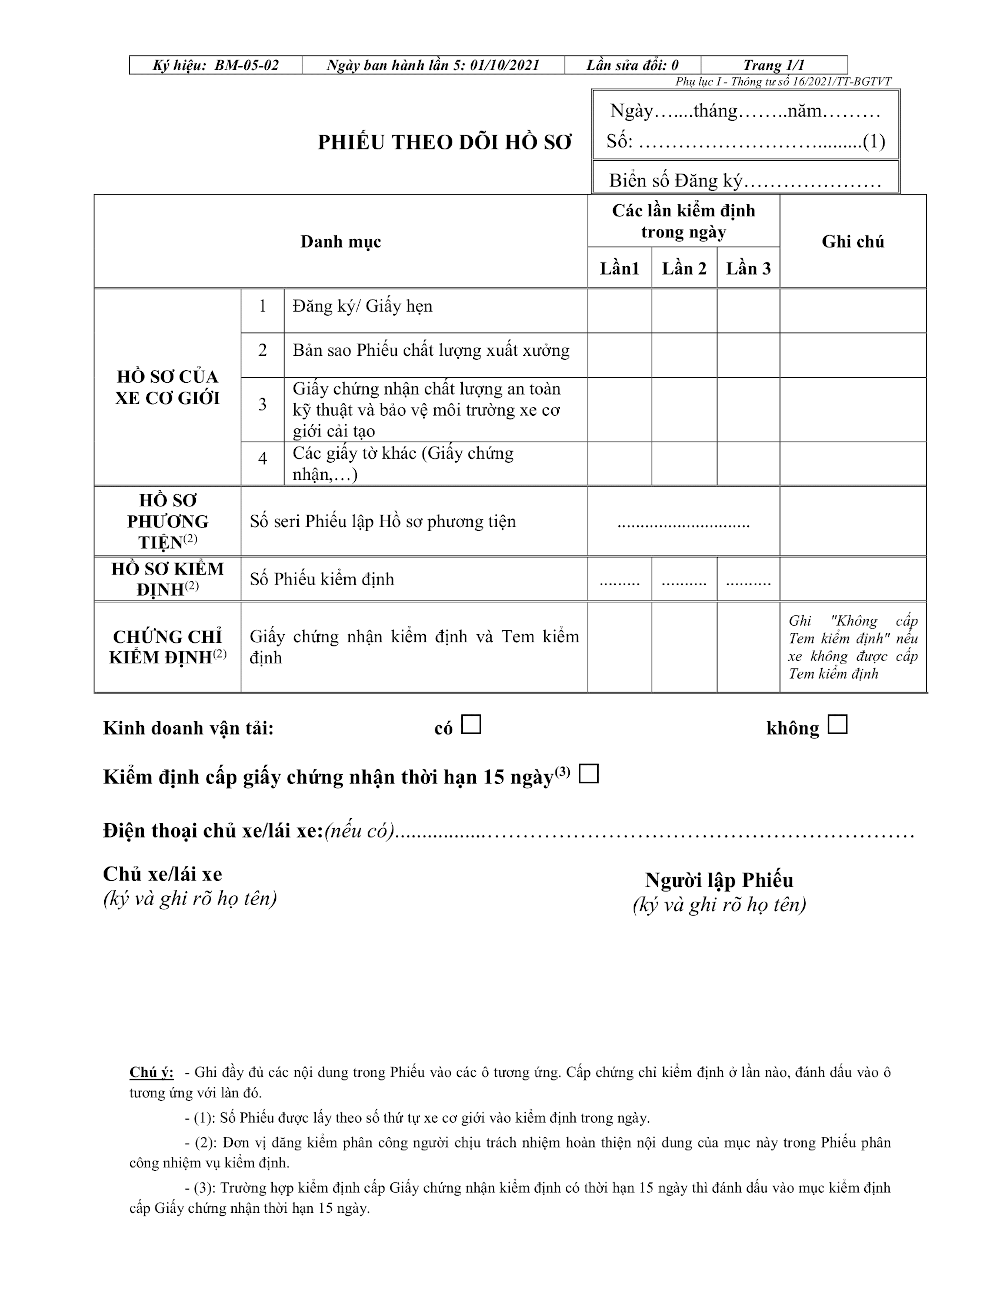 Ký hiệu: BM-05-02 Ngày ban hành lần 5: 01/10/2021 Lần sửa đổi: 0 Trang 1/1
Phụ lục I - Thông tư số 16/2021/TT-BGTVT
Ngày…....tháng……..năm………
PHIẾU THEO DÕI HỒ SƠ
Số: ……………………….........(1)
Biển số Đăng ký…………………
Danh mục
Các lần kiểm định
trong ngày
Ghi chú
Lần1 Lần 2 Lần 3
HỒ SƠ CỦA
XE CƠ GIỚI
1 Đăng ký/ Giấy hẹn
2 Bản sao Phiếu chất lượng xuất xưởng
3 Giấy chứng nhận chất lượng an toàn
kỹ thuật và bảo vệ môi trường xe cơ
giới cải tạo
4 Các giấy tờ khác (Giấy chứng
nhận,…)
HỒ SƠ
PHƯƠNG
TIỆN(2)
Số seri Phiếu lập Hồ sơ phương tiện .............................
HỒ SƠ KIỂM
ĐỊNH(2)
Số Phiếu kiểm định ......... .......... ..........
CHỨNG CHỈ
KIỂM ĐỊNH(2)
Giấy chứng nhận kiểm định và Tem kiểm
định
Ghi "Không cấp
Tem kiểm định" nếu
xe không được cấp
Tem kiểm định
Kinh doanh vận tải: có □ không □
Kiểm định cấp giấy chứng nhận thời hạn 15 ngày(3) □
Điện thoại chủ xe/lái xe:(nếu có).................………………………………………………………
Chủ xe/lái xe
(ký và ghi rõ họ tên)
Người lập Phiếu
(ký và ghi rõ họ tên)
Chú ý: - Ghi đầy đủ các nội dung trong Phiếu vào các ô tương ứng. Cấp chứng chỉ kiểm định ở lần nào, đánh dấu vào ô
tương ứng với làn đó.
- (1): Số Phiếu được lấy theo số thứ tự xe cơ giới vào kiểm định trong ngày.
- (2): Đơn vị đăng kiểm phân công người chịu trách nhiệm hoàn thiện nội dung của mục này trong Phiếu phân
công nhiệm vụ kiểm định.
- (3): Trường hợp kiểm định cấp Giấy chứng nhận kiểm định có thời hạn 15 ngày thì đánh dấu vào mục kiểm định
cấp Giấy chứng nhận thời hạn 15 ngày.